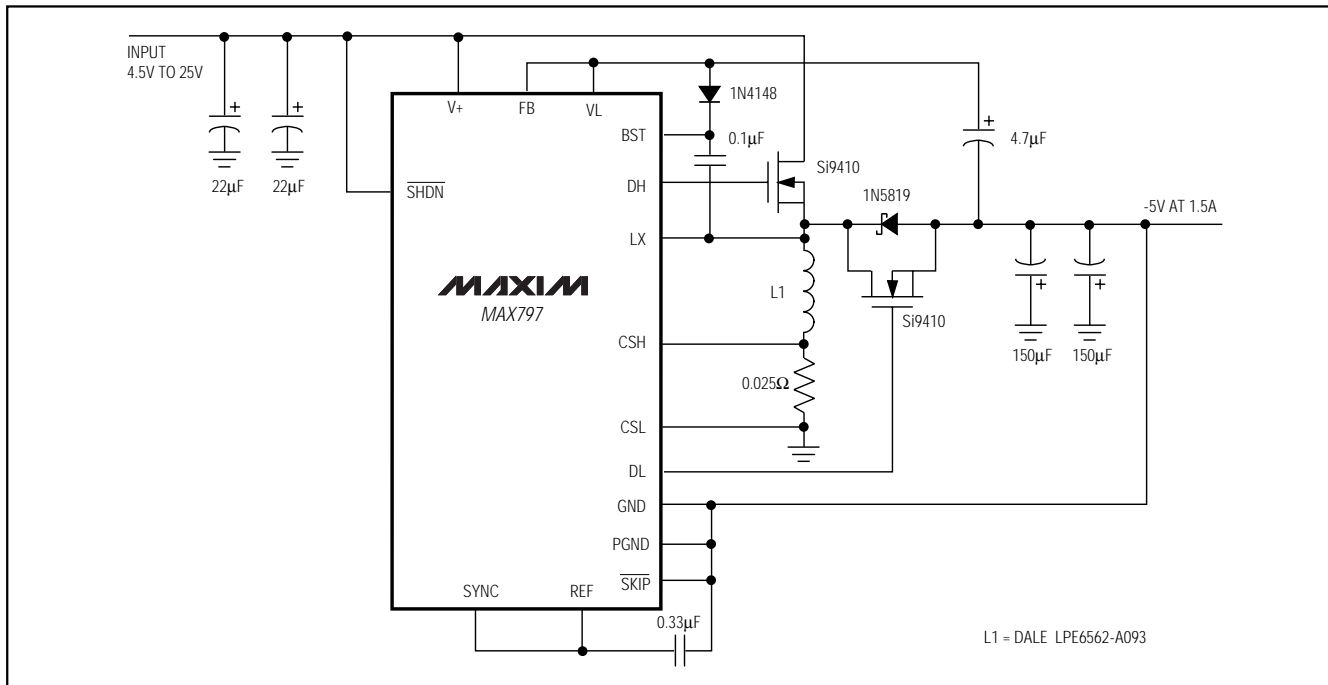 INPUT
4.5V TO 25V
22µF
22µF
V+
FB
VL
1N4148
BST
0.1µF
4.7µF
Si9410
SHDN
DH
1N5819
-5V AT 1.5A
LX
MAXIM
MAX797
L1
Si9410
CSH
150µF
150µF
0.025Ω
CSL
DL
GND
PGND
SKIP
SYNC
REF
0.33µF
L1 = DALE LPE6562-A093